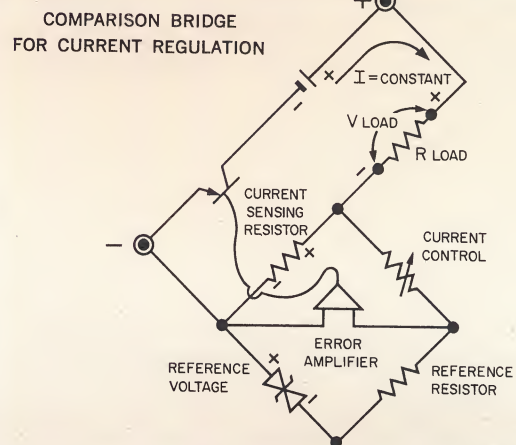 COMPARISON BRIDGE
FOR CURRENT REGULATION
+
× I = CONSTANT
-
×
V LOAD
R LOAD
-
CURRENT
SENSING
RESISTOR
×
-
CURRENT
CONTROL
-
ERROR
AMPLIFIER
REFERENCE
VOLTAGE
×
-
REFERENCE
RESISTOR